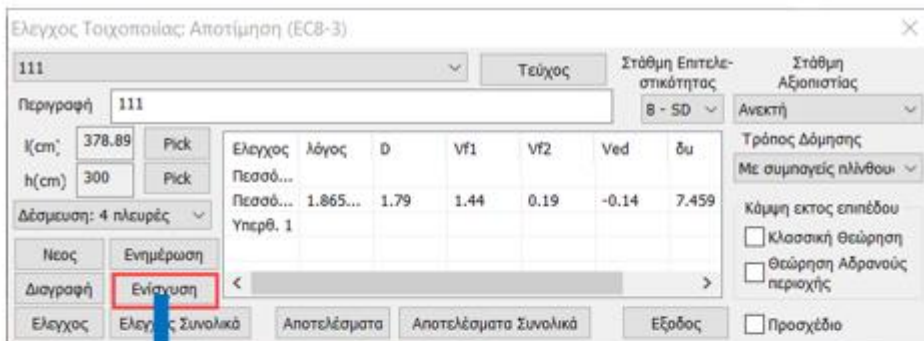 Ελεγχος Τοιχοποιίας: Αποτίμηση (EC8-3)
111
Τεύχος
Στάθμη Επιτελε-
στικότητας
Στάθμη
Αξιοπιστίας
Περιγραφή 111
B - SD
Ανεκτή
l(cm) 378.89 Pick
h(cm) 300 Pick
Δέσμευση: 4 πλευρές
Ελεγχος λόγος D Vf1 Vf2 Ved δu
Πεσσό...
Πεσσό... 1.865... 1.79 1.44 0.19 -0.14 7.459
Υπερθ. 1
Τρόπος Δόμησης
Με συμπαγείς πλίνθου
Κάμψη εκτος επιπέδου
Κλασσική Θεώρηση
Θεώρηση Αδρανούς
περιοχής
Νεος Ενημέρωση
Διαγραφή Ενίσχυση
Ελεγχος Ελεγχος Συνολικά Αποτελέσματα Αποτελέσματα Συνολικά Εξοδος
Προσχέδιο